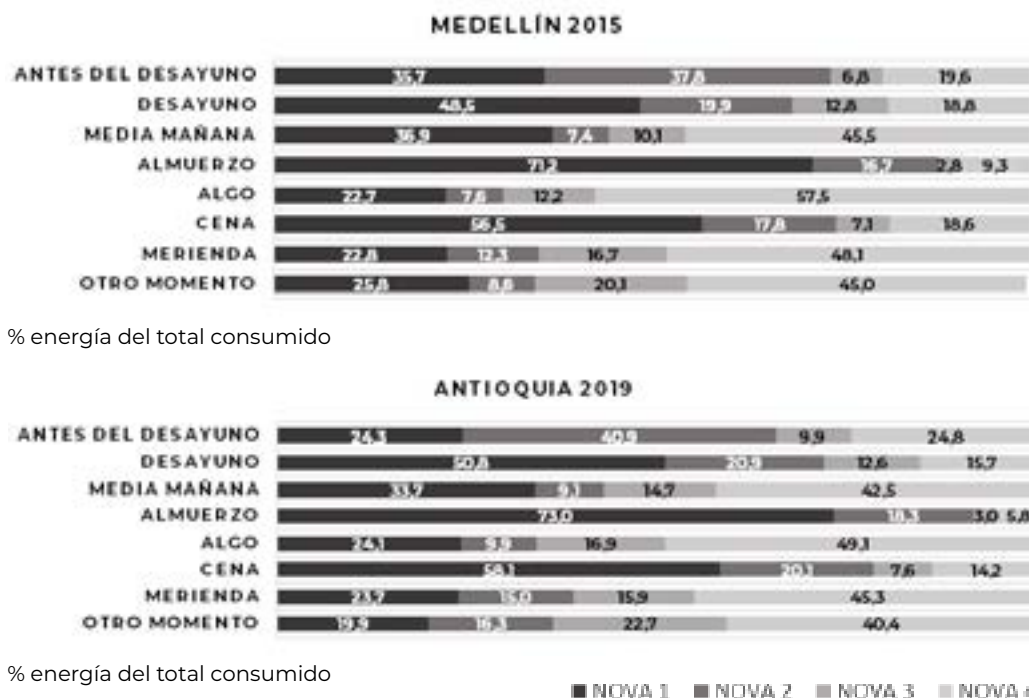 MEDELLÍN 2015
ANTES DEL DESAYUNO 35,7 37,8 6,8 19,6
DESAYUNO 48,5 19,9 12,8 18,8
MEDIA MAÑANA 36,9 7,4 10,1 45,5
ALMUERZO 71,2 16,7 2,8 9,3
ALGO 22,7 7,6 12,2 57,5
CENA 56,5 17,8 7,1 18,6
MERIENDA 22,8 12,3 16,7 48,1
OTRO MOMENTO 25,8 8,8 20,1 45,0
% energía del total consumido
ANTIOQUIA 2019
ANTES DEL DESAYUNO 24,3 40,9 9,9 24,8
DESAYUNO 50,8 20,9 12,6 15,7
MEDIA MAÑANA 33,7 9,1 14,7 42,5
ALMUERZO 73,0 18,3 3,0 5,8
ALGO 24,1 9,9 16,9 49,1
CENA 58,1 20,1 7,6 14,2
MERIENDA 23,7 15,0 15,9 45,3
OTRO MOMENTO 19,9 16,3 22,7 40,4
% energía del total consumido
NOVA 1 NOVA 2 NOVA 3 NOVA